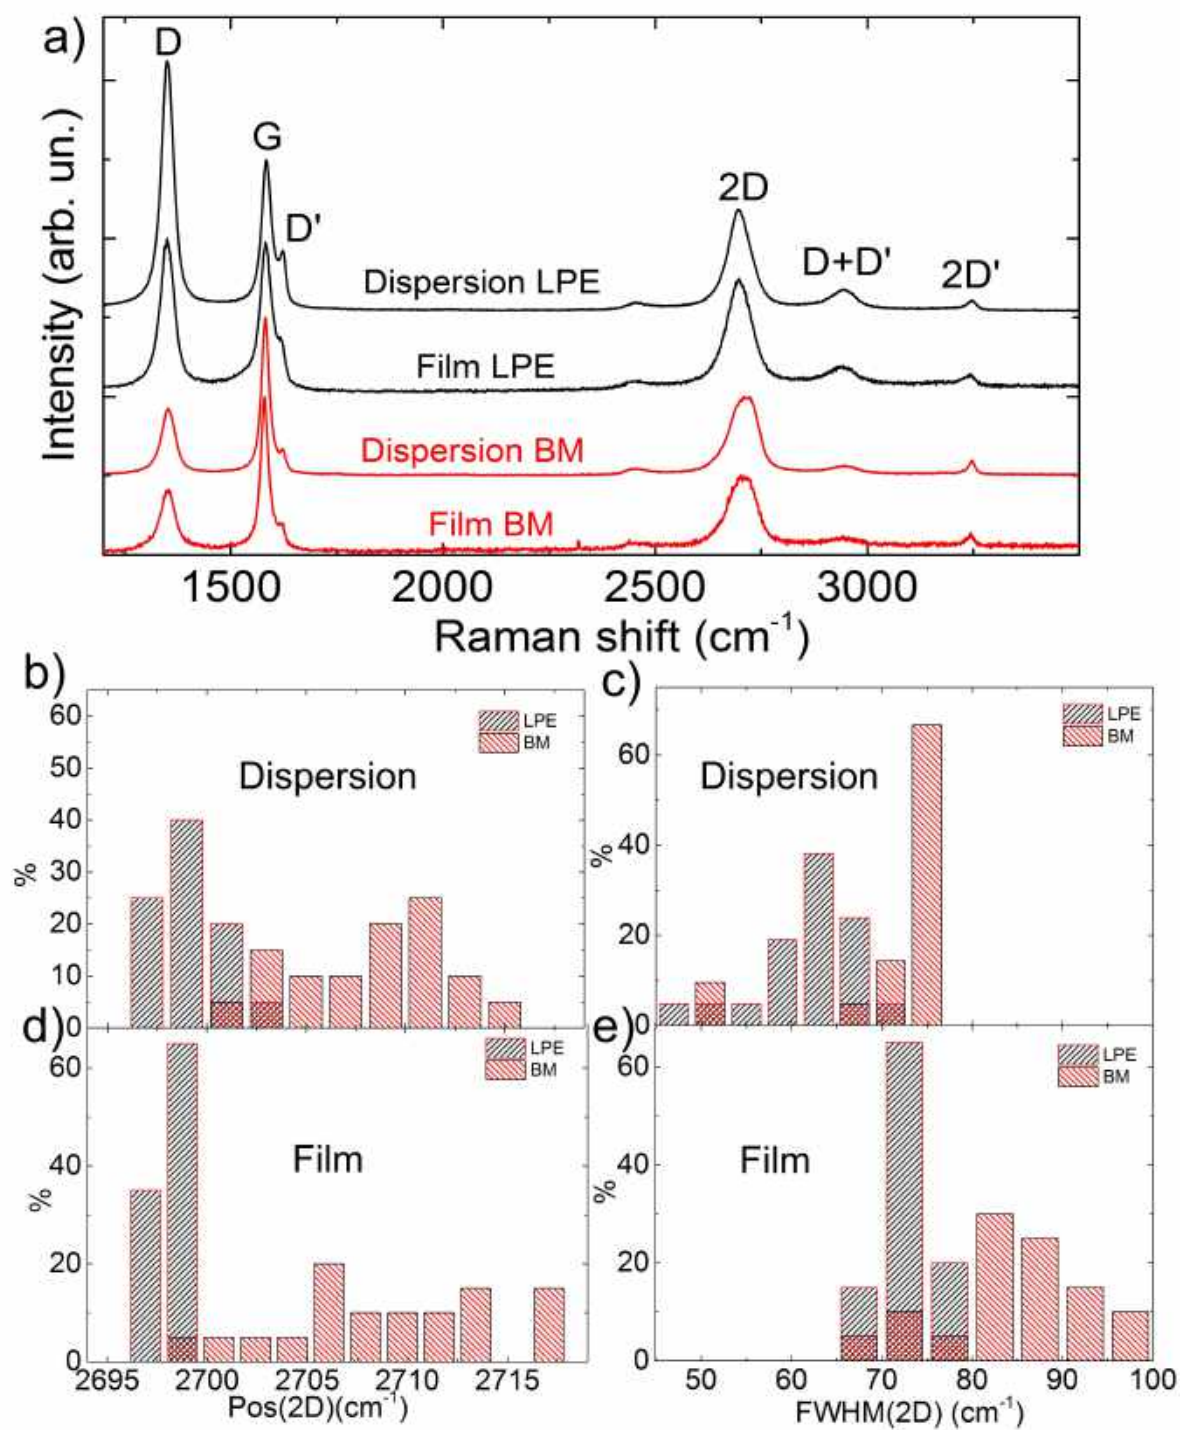 a)
D
G
D'
2D
D+D'
2D'
Dispersion LPE
Film LPE
Dispersion BM
Film BM
Intensity (arb. un.)
1500 2000 2500 3000
Raman shift (cm⁻¹)
b)
60
50
40
30
20
10
0
%
LPE
BM
Dispersion
c)
60
40
20
0
%
LPE
BM
Dispersion
d)
60
40
20
0
%
LPE
BM
Film
2695 2700 2705 2710 2715
Pos(2D)(cm⁻¹)
e)
60
40
20
0
%
LPE
BM
Film
50 60 70 80 90 100
FWHM(2D) (cm⁻¹)